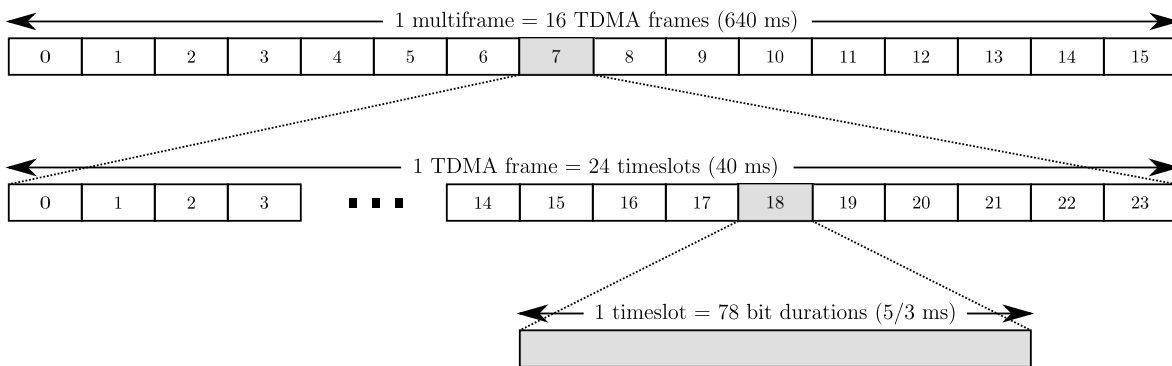 1 multiframe = 16 TDMA frames (640 ms)
0 1 2 3 4 5 6 7 8 9 10 11 12 13 14 15
1 TDMA frame = 24 timeslots (40 ms)
0 1 2 3 14 15 16 17 18 19 20 21 22 23
1 timeslot = 78 bit durations (5/3 ms)